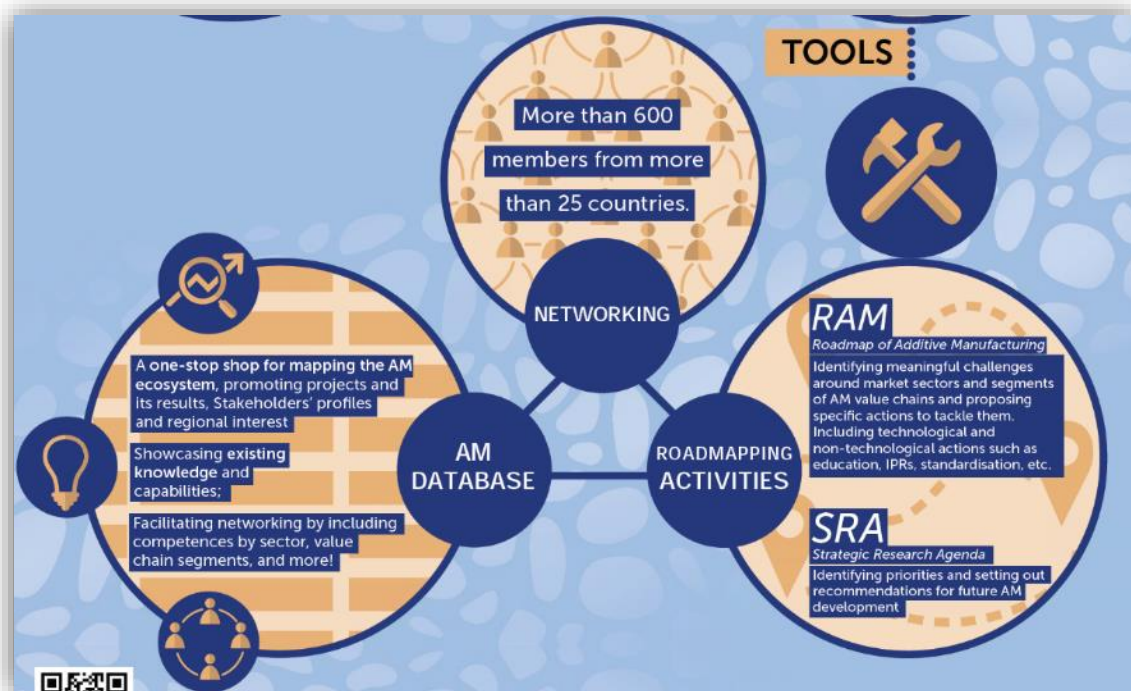 TOOLS
More than 600
members from more
than 25 countries.
NETWORKING
A one-stop shop for mapping the AM
ecosystem, promoting projects and
its results, Stakeholders' profiles
and regional interest
Showcasing existing
knowledge and
capabilities;
Facilitating networking by including
competences by sector, value
chain segments, and more!
AM
DATABASE
ROADMAPPING
ACTIVITIES
RAM
Roadmap of Additive Manufacturing
Identifying meaningful challenges
around market sectors and segments
of AM value chains and proposing
specific actions to tackle them.
Including technological and
non-technological actions such as
education, IPRs, standardisation, etc.
SRA
Strategic Research Agenda
Identifying priorities and setting out
recommendations for future AM
development